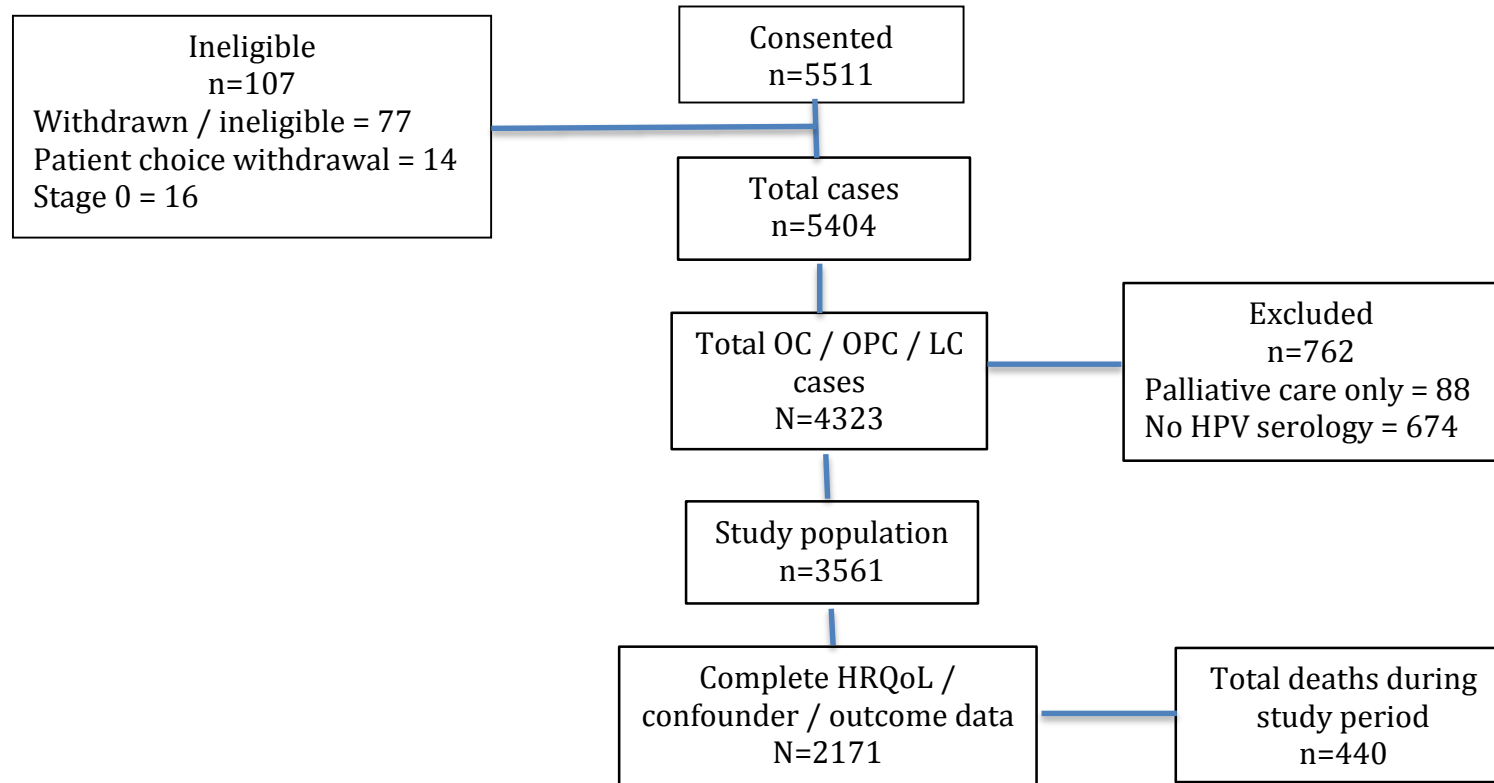 Ineligible
n=107
Withdrawn / ineligible = 77
Patient choice withdrawal = 14
Stage 0 = 16
Consented
n=5511
Total cases
n=5404
Total OC / OPC / LC
cases
N=4323
Excluded
n=762
Palliative care only = 88
No HPV serology = 674
Study population
n=3561
Complete HRQoL /
confounder / outcome data
N=2171
Total deaths during
study period
n=440